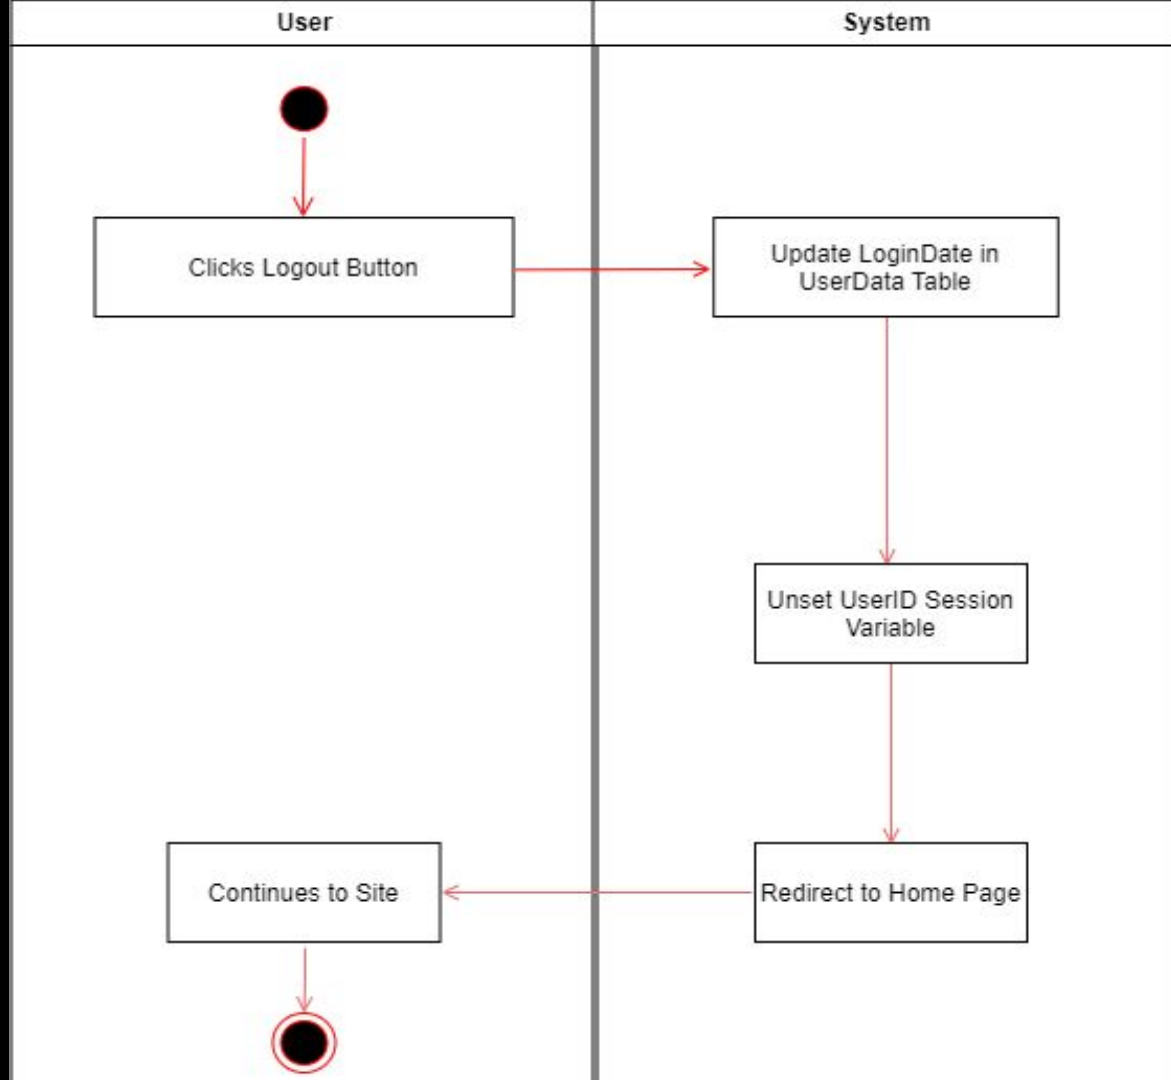 User
System
Clicks Logout Button
Update LoginDate in
UserData Table
Unset UserID Session
Variable
Redirect to Home Page
Continues to Site